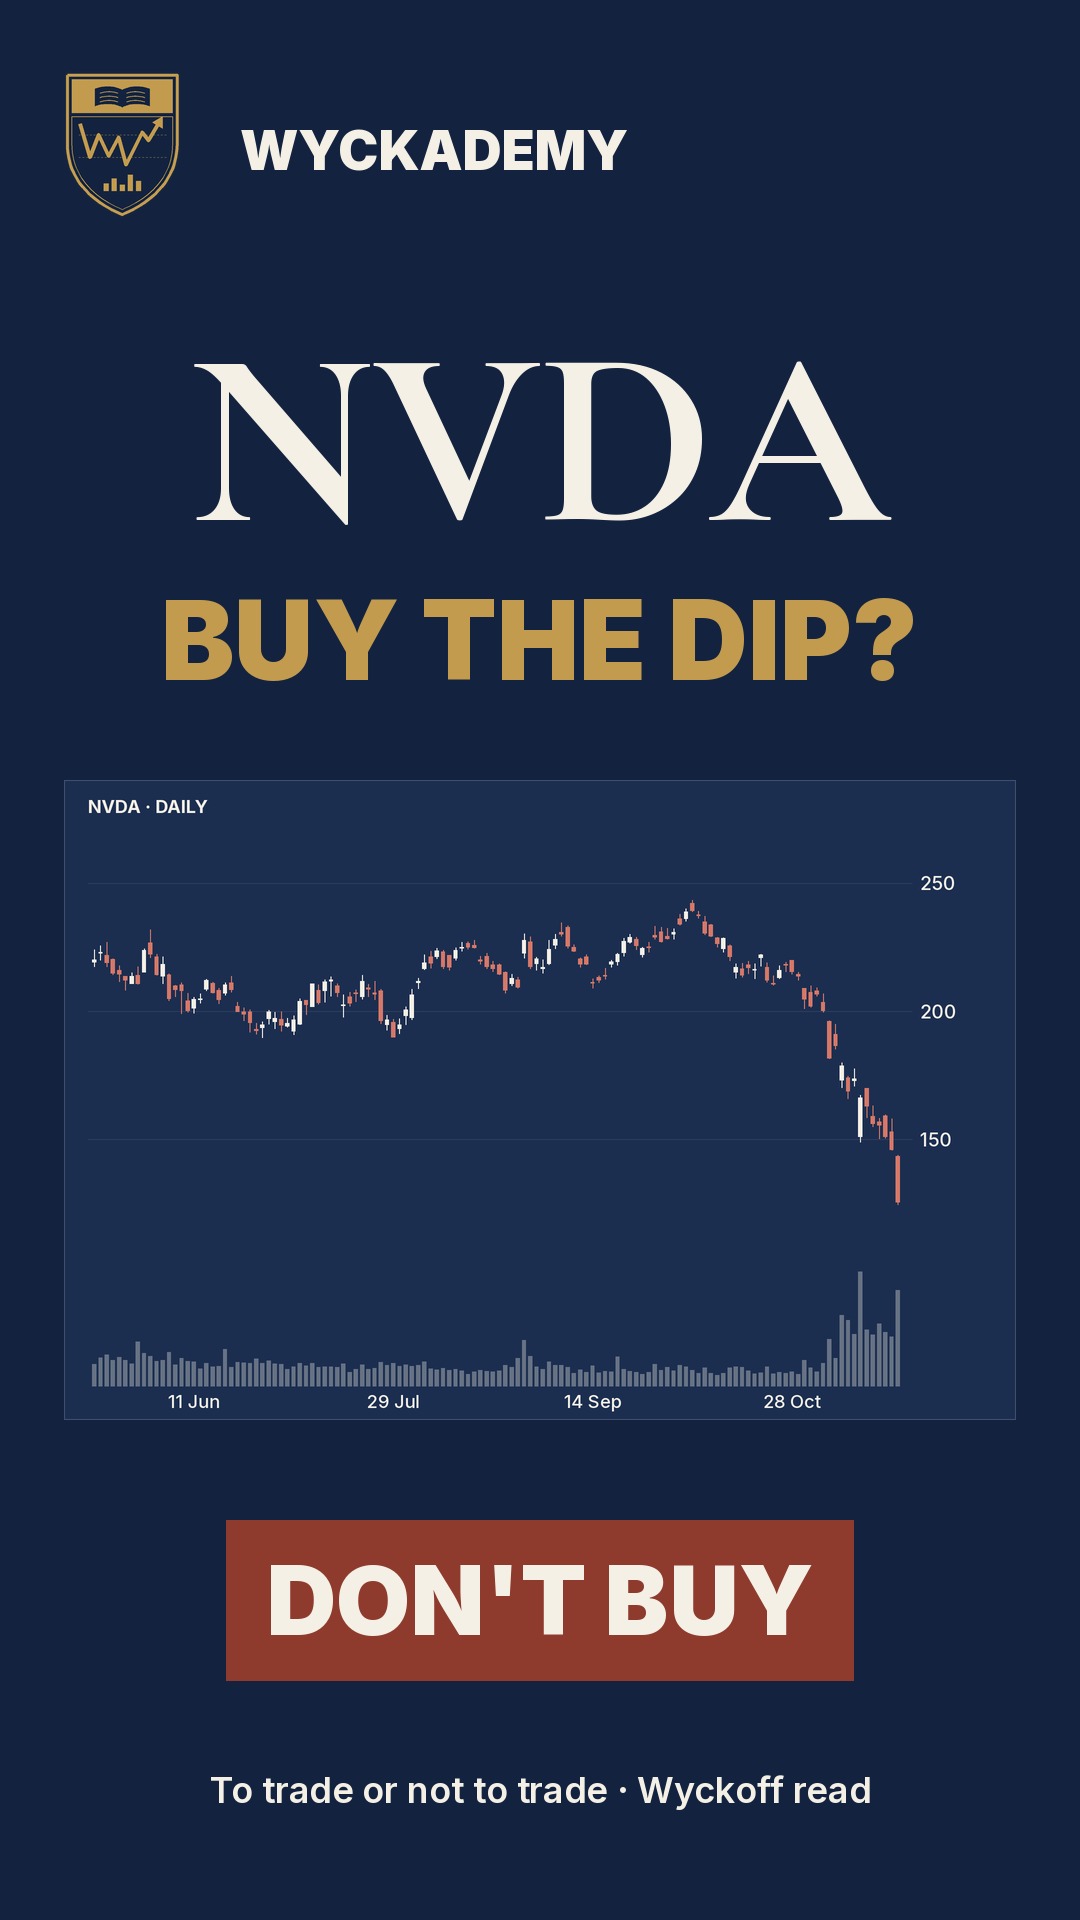 WYCKADEMY
NVDA
BUY THE DIP?
NVDA · DAILY
250
200
150
11 Jun
29 Jul
14 Sep
28 Oct
DON'T BUY
To trade or not to trade · Wyckoff read